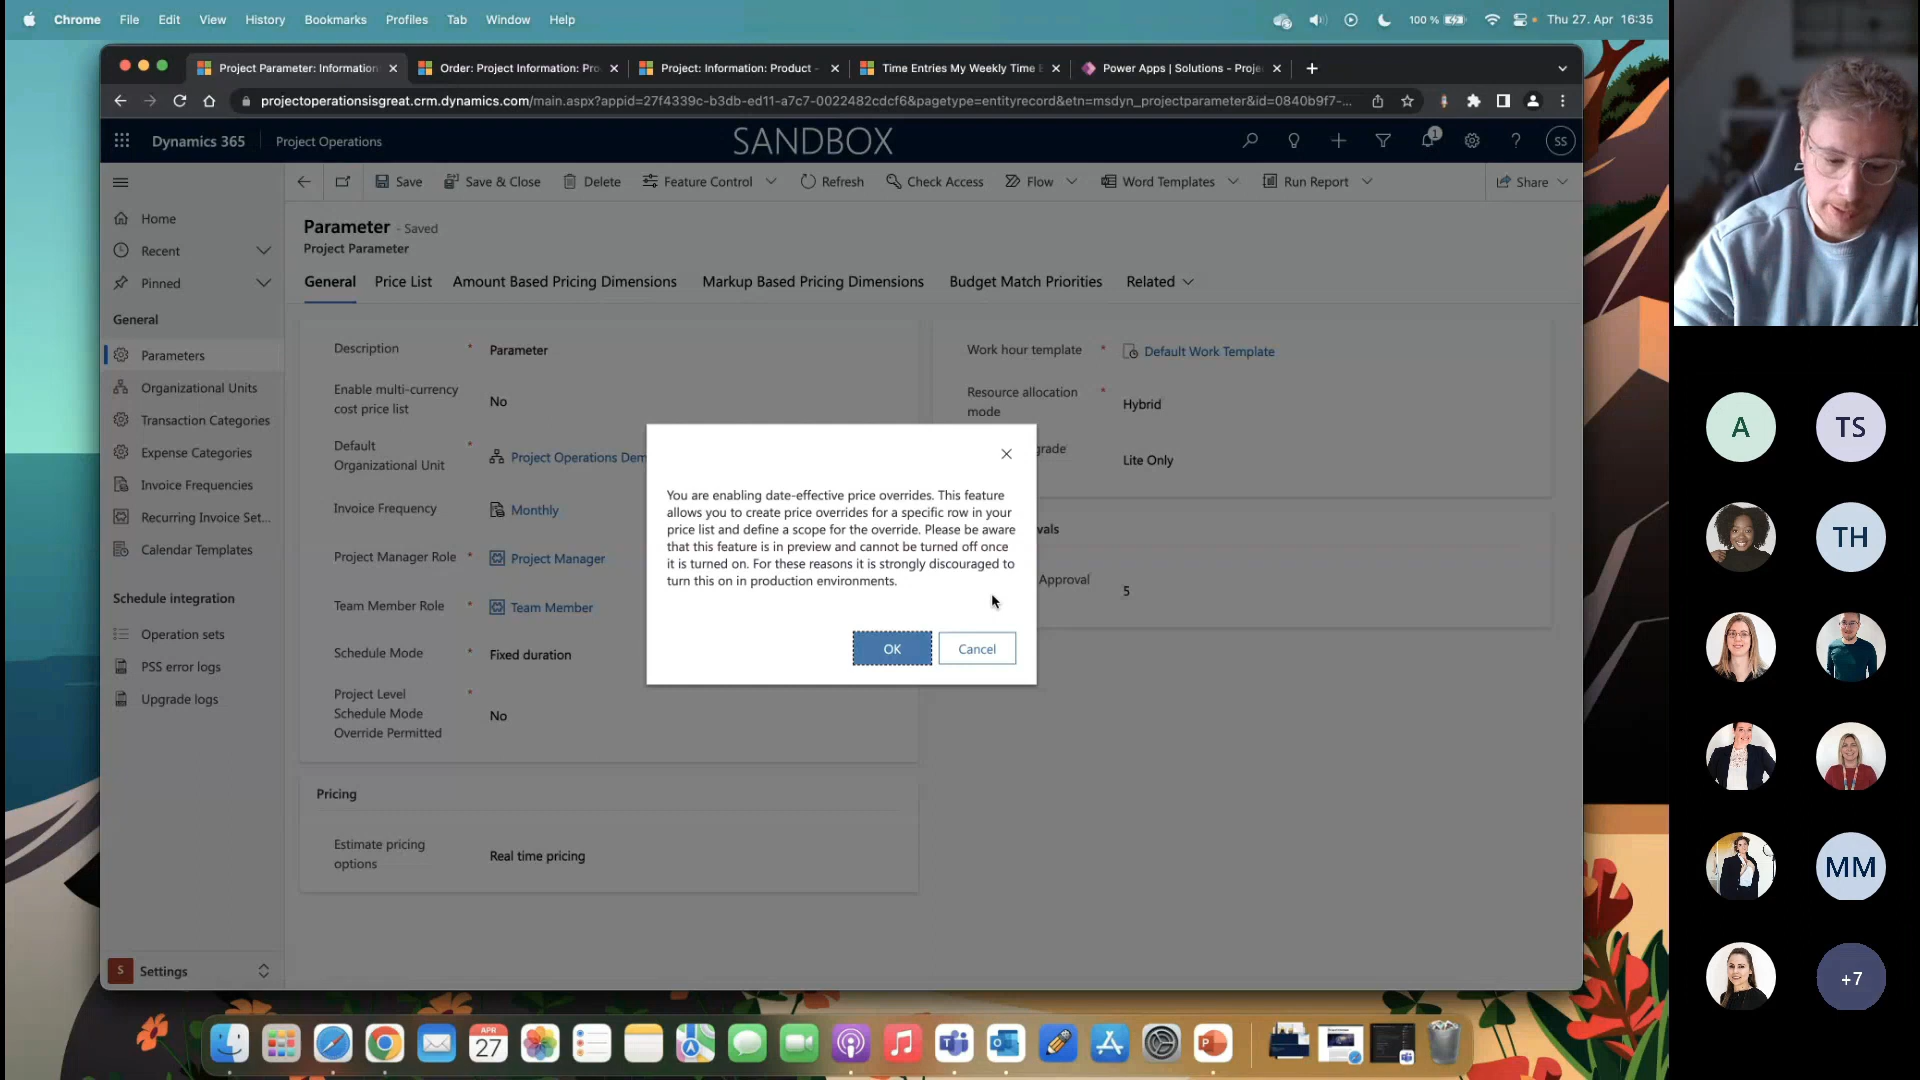 Chrome File Edit View History Bookmarks Profiles Tab Window Help
100 % Thu 27. Apr 16:35
Project Parameter: Information
Order: Project Information: Pro
Project: Information: Product -
Time Entries My Weekly Time E
Power Apps | Solutions - Proje
projectoperationsisgreat.crm.dynamics.com/main.aspx?appid=27f4339c-b3db-ed11-a7c7-0022482cdcf6&pagetype=entityrecord&etn=msdyn_projectparameter&id=0840b9f7-...
Dynamics 365
Project Operations
SANDBOX
1
SS
Save
Save & Close
Delete
Feature Control
Refresh
Check Access
Flow
Word Templates
Run Report
Share
Home
Recent
Pinned
General
Parameters
Organizational Units
Transaction Categories
Expense Categories
Invoice Frequencies
Recurring Invoice Set...
Calendar Templates
Schedule integration
Operation sets
PSS error logs
Upgrade logs
S Settings
Parameter - Saved
Project Parameter
General
Price List
Amount Based Pricing Dimensions
Markup Based Pricing Dimensions
Budget Match Priorities
Related
Description * Parameter
Enable multi-currency
cost price list
No
Default
Organizational Unit
* Project Operations Dem
Invoice Frequency Monthly
Project Manager Role * Project Manager
Team Member Role * Team Member
Schedule Mode * Fixed duration
Project Level
Schedule Mode
Override Permitted
* No
Pricing
Estimate pricing
options
Real time pricing
Work hour template * Default Work Template
Resource allocation
mode
* Hybrid
grade
Lite Only
vals
Approval
5
You are enabling date-effective price overrides. This feature
allows you to create price overrides for a specific row in your
price list and define a scope for the override. Please be aware
that this feature is in preview and cannot be turned off once
it is turned on. For these reasons it is strongly discouraged to
turn this on in production environments.
OK
Cancel
A
TS
TH
MM
+7
APR
27